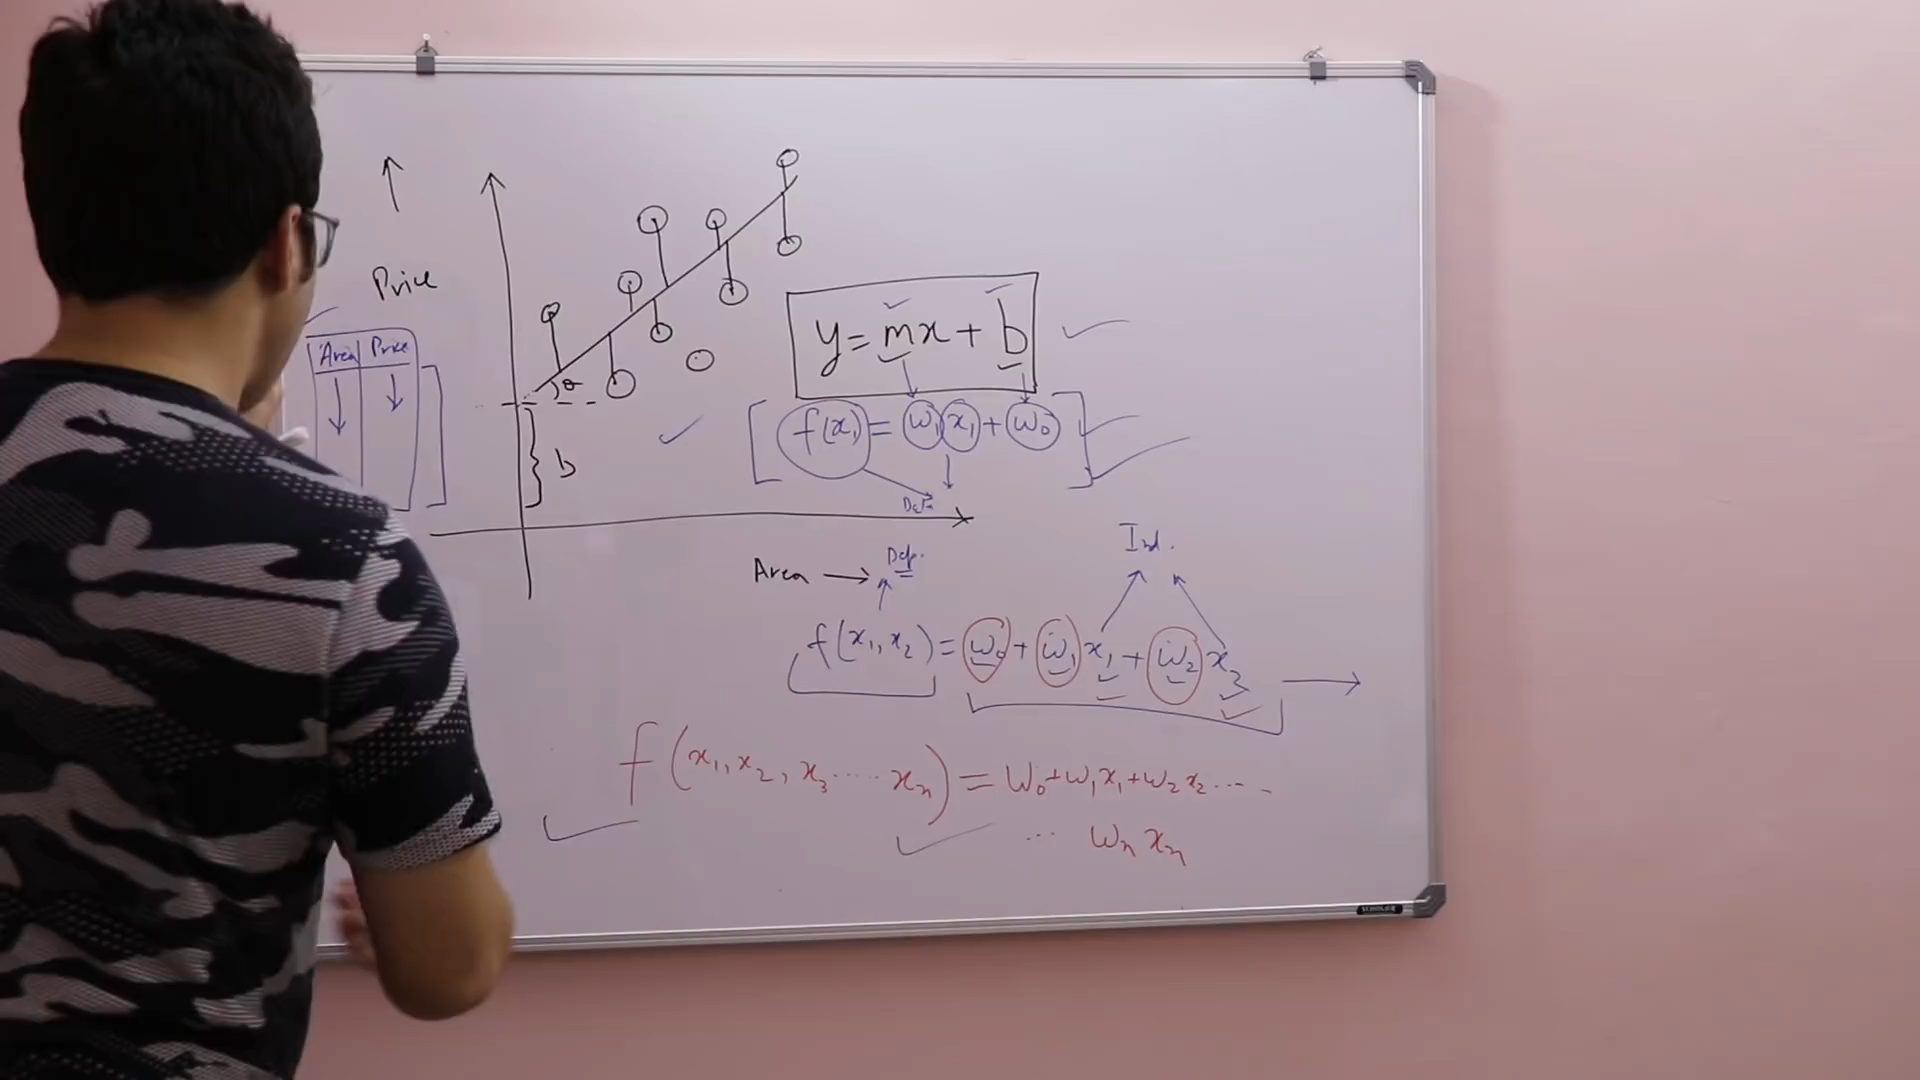 Price
Area Price
θ
b
y = mx + b
f(x₁) = w₁ x₁ + w₀
Area → Dep.
Ind.
f(x₁, x₂) = w₀ + w₁ x₁ + w₂ x₂
f(x₁, x₂, x₃ ..... xₙ) = w₀ + w₁ x₁ + w₂ x₂ .... -
... wₙ xₙ